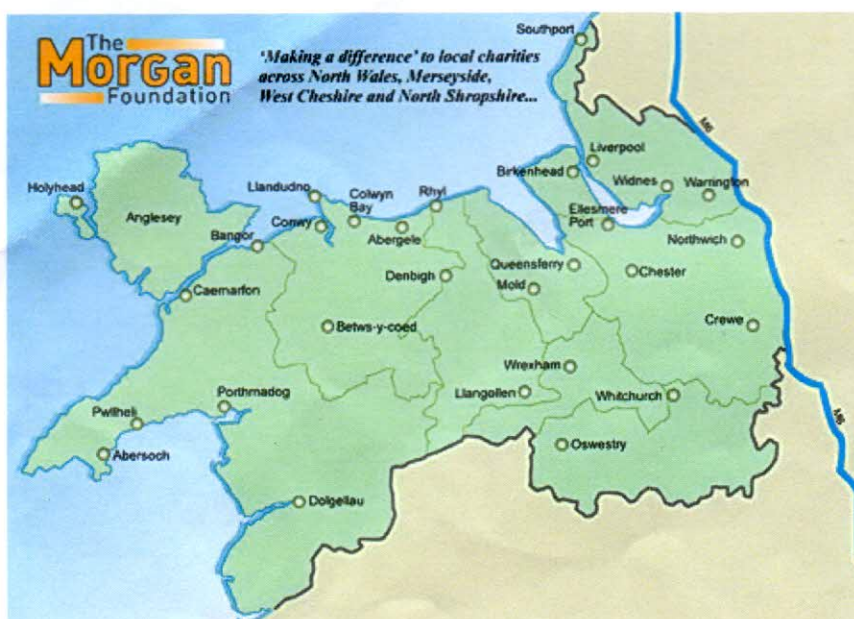 The
Morgan
Foundation
'Making a difference' to local charities
across North Wales, Merseyside,
West Cheshire and North Shropshire...
Southport
M6
Liverpool
Birkenhead
Widnes
Warrington
Holyhead
Anglesey
Llandudno
Colwyn
Bay
Rhyl
Ellesmere
Port
Bangor
Conwy
Abergele
Northwich
Queensferry
Chester
Denbigh
Mold
Caernarfon
Betws-y-coed
Crewe
Wrexham
Porthmadog
Llangollen
Whitchurch
Pwllheli
M6
Oswestry
Abersoch
Dolgellau